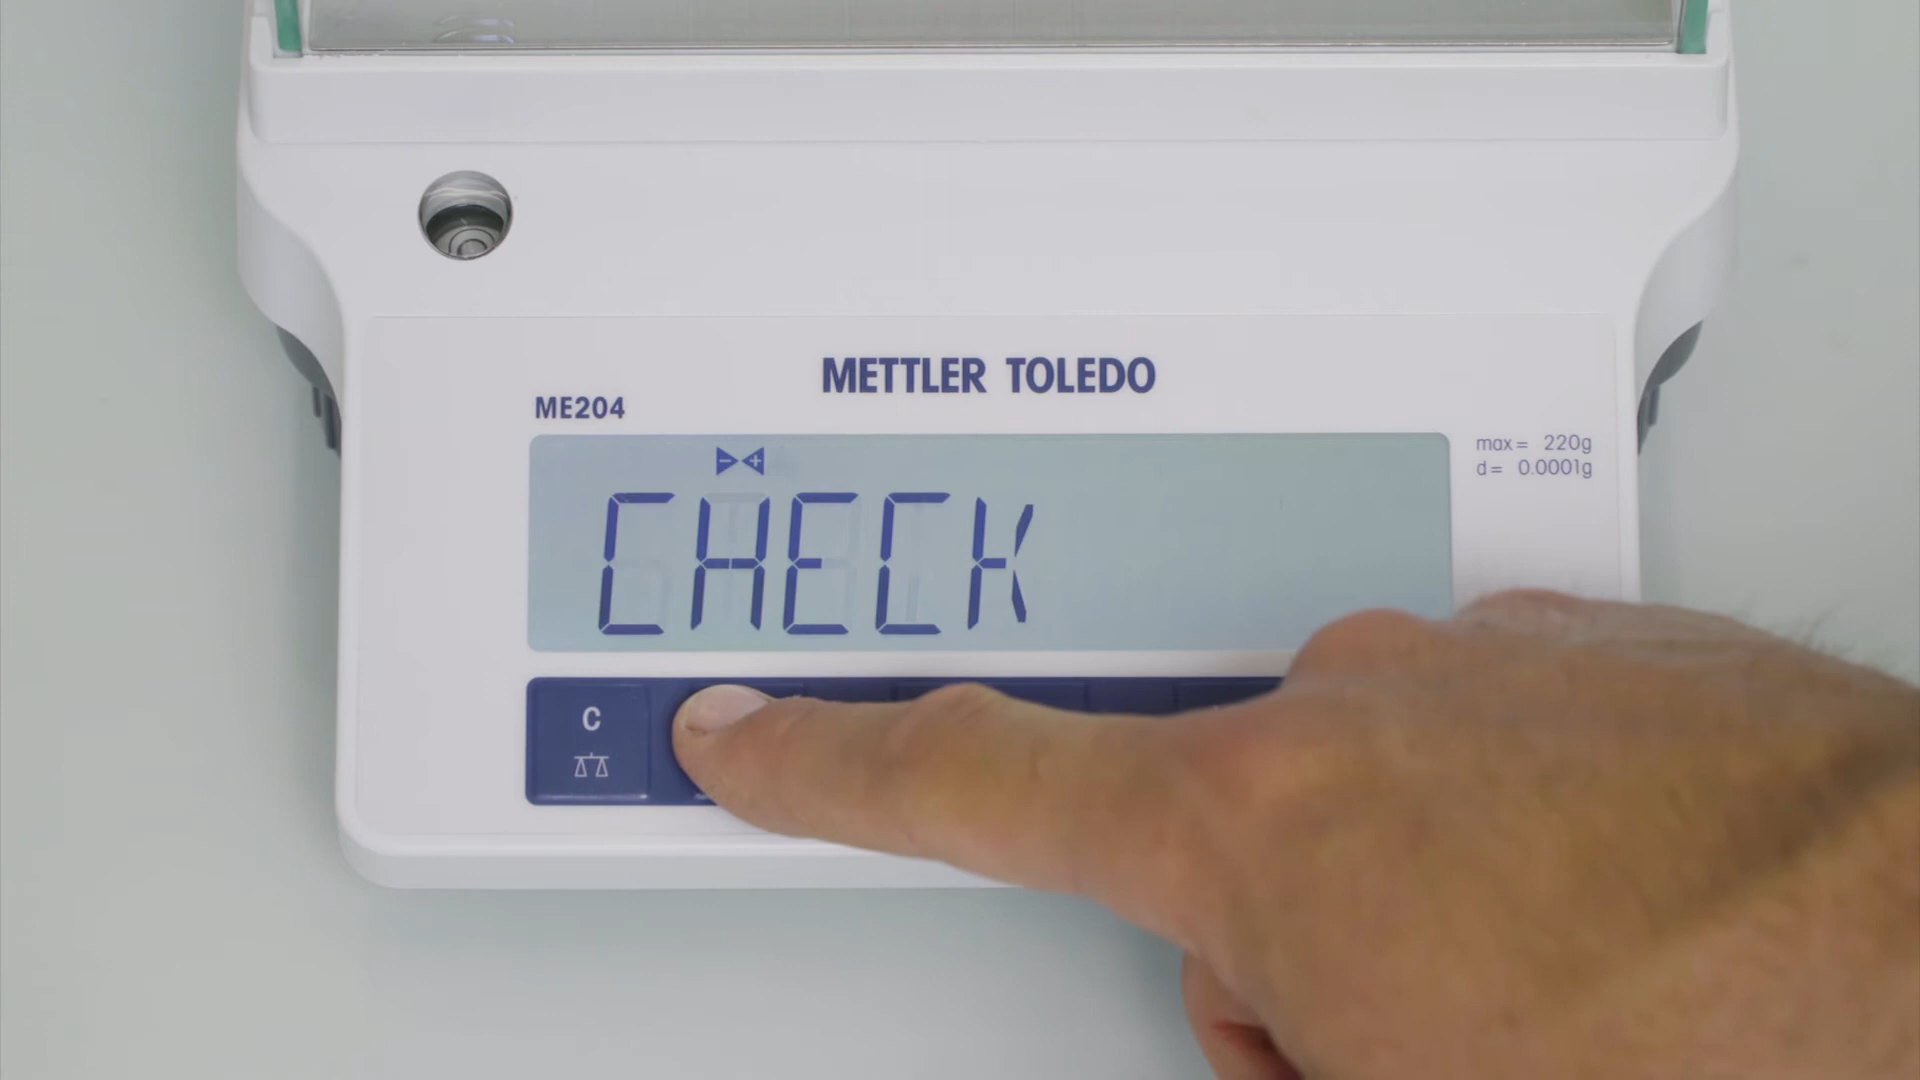 METTLER TOLEDO
ME204
max= 220g
d= 0.0001g
CHECK
C